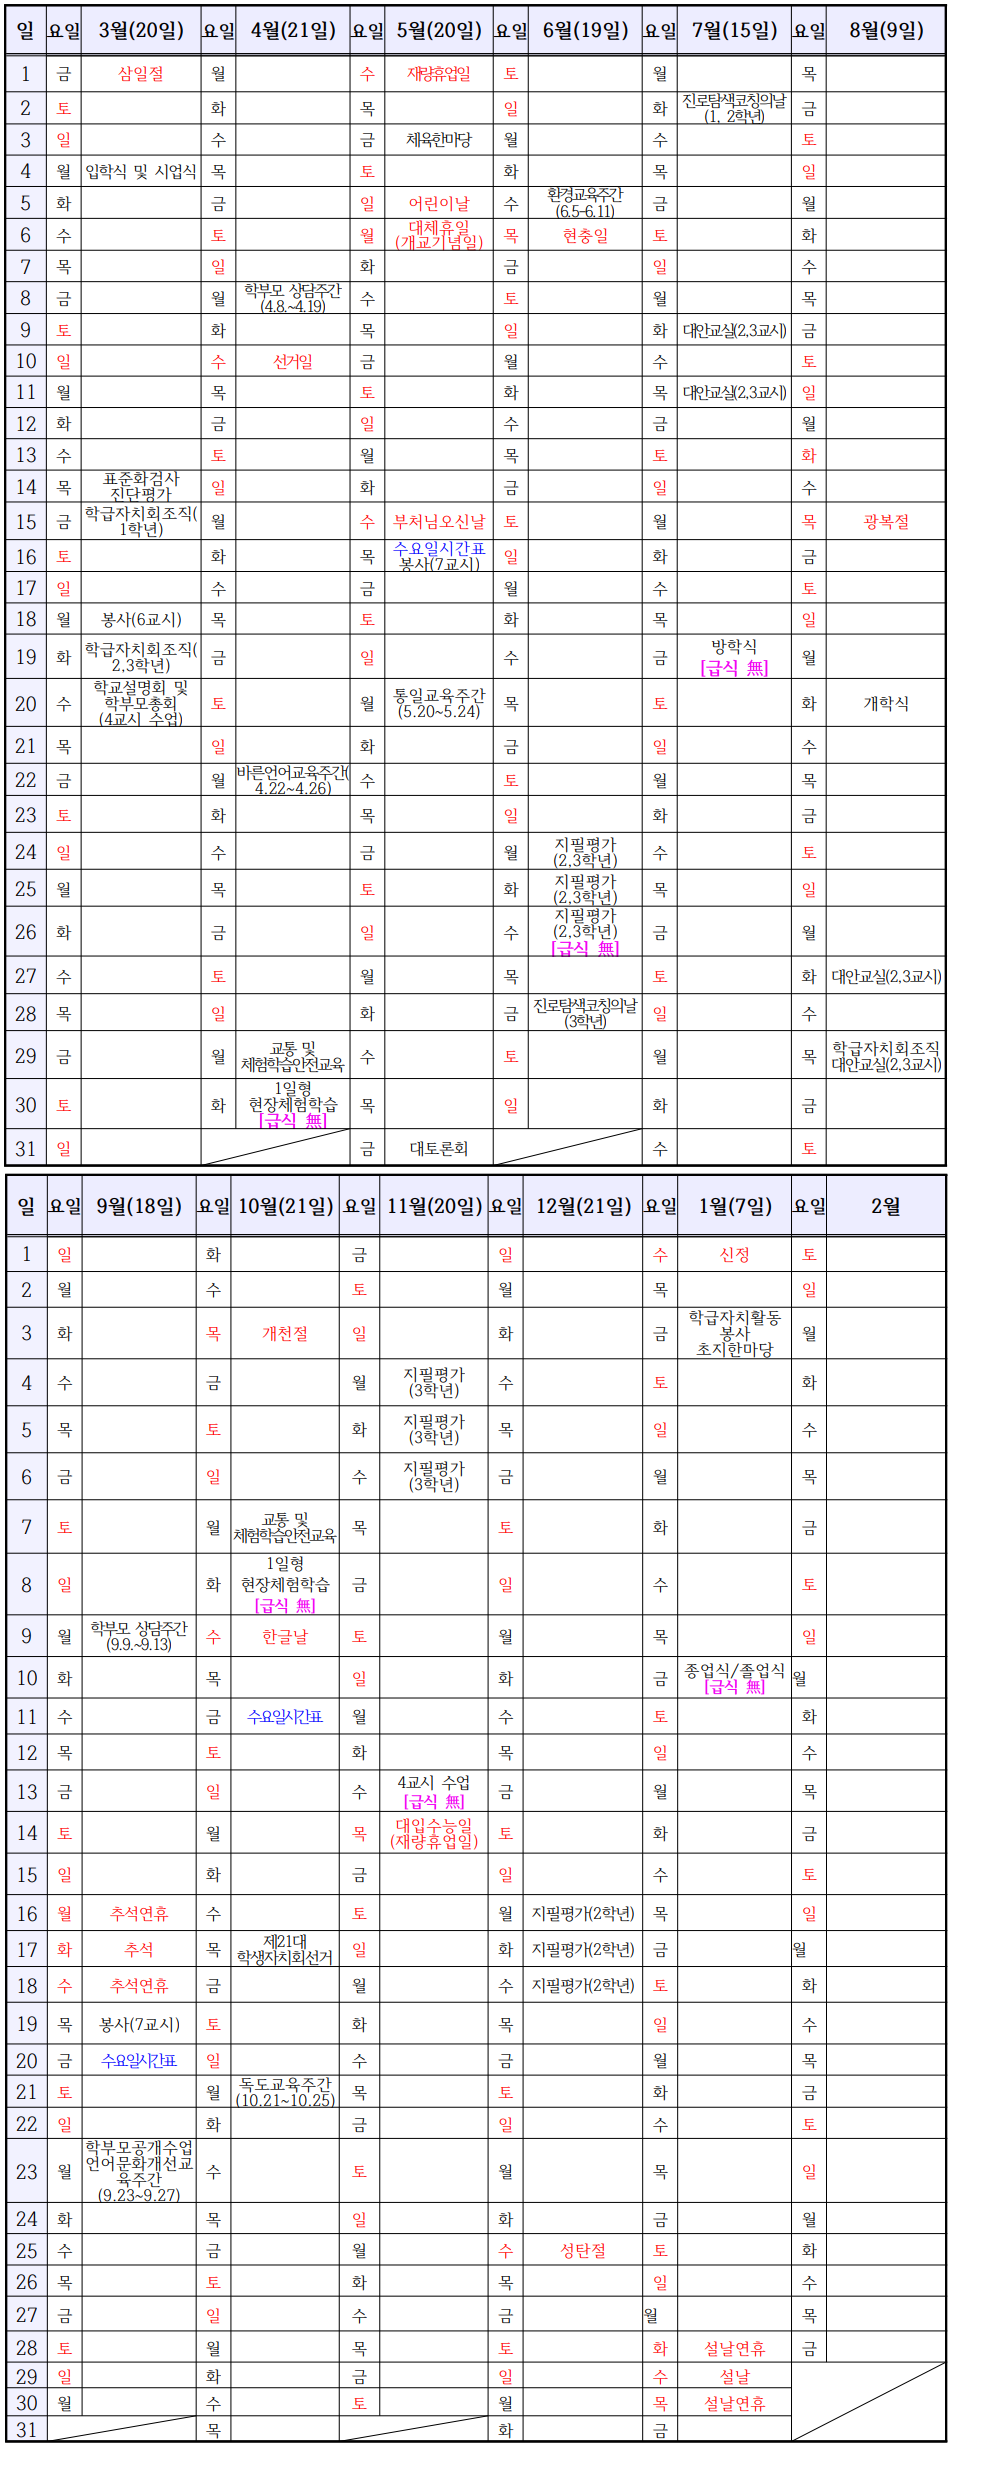 일 요일 3월(20일) 요일 4월(21일) 요일 5월(20일) 요일 6월(19일) 요일 7월(15일) 요일 8월(9일)
1 금 삼일절 월 수 재량휴업일 토 월 목
2 토 화 목 일 화 진로탐색코칭의날 (1, 2학년) 금
3 일 수 금 체육한마당 월 수 토
4 월 입학식 및 시업식 목 토 화 목 일
5 화 금 일 어린이날 수 환경교육주간 (6.5-6.11) 금 월
6 수 토 월 대체휴일 (개교기념일) 목 현충일 토 화
7 목 일 화 금 일 수
8 금 월 학부모 상담주간 (4.8.~4.19) 수 토 월 목
9 토 화 목 일 화 대안교실(2,3교시) 금
10 일 수 선거일 금 월 수 토
11 월 목 토 화 목 대안교실(2,3교시) 일
12 화 금 일 수 금 월
13 수 토 월 목 토 화
14 목 표준화검사 진단평가 일 화 금 일 수
15 금 학급자치회조직( 1학년) 월 수 부처님오신날 토 월 목 광복절
16 토 화 목 수요일시간표 봉사(7교시) 일 화 금
17 일 수 금 월 수 토
18 월 봉사(6교시) 목 토 화 목 일
19 화 학급자치회조직( 2,3학년) 금 일 수 금 방학식 [급식 無] 월
20 수 학교설명회 및 학부모총회 (4교시 수업) 토 월 통일교육주간 (5.20~5.24) 목 토 화 개학식
21 목 일 화 금 일 수
22 금 월 바른언어교육주간( 4.22~4.26) 수 토 월 목
23 토 화 목 일 화 금
24 일 수 금 월 지필평가 (2,3학년) 수 토
25 월 목 토 화 지필평가 (2,3학년) 목 일
26 화 금 일 수 지필평가 (2,3학년) [급식 無] 금 월
27 수 토 월 목 토 화 대안교실(2,3교시)
28 목 일 화 금 진로탐색코칭의날 (3학년) 일 수
29 금 월 교통 및 체험학습안전교육 수 토 월 목 학급자치회조직 대안교실(2,3교시)
30 토 화 1일형 현장체험학습 [급식 無] 목 일 화 금
31 일 금 대토론회 수 토
일 요일 9월(18일) 요일 10월(21일) 요일 11월(20일) 요일 12월(21일) 요일 1월(7일) 요일 2월
1 일 화 금 일 수 신정 토
2 월 수 토 월 목 일
3 화 목 개천절 일 화 금 학급자치활동 봉사 초지한마당 월
4 수 금 월 지필평가 (3학년) 수 토 화
5 목 토 화 지필평가 (3학년) 목 일 수
6 금 일 수 지필평가 (3학년) 금 월 목
7 토 월 교통 및 체험학습안전교육 목 토 화 금
8 일 화 1일형 현장체험학습 [급식 無] 금 일 수 토
9 월 학부모 상담주간 (9.9.~9.13) 수 한글날 토 월 목 일
10 화 목 일 화 금 종업식/졸업식 [급식 無] 월
11 수 금 수요일시간표 월 수 토 화
12 목 토 화 목 일 수
13 금 일 수 4교시 수업 [급식 無] 금 월 목
14 토 월 목 대입수능일 (재량휴업일) 토 화 금
15 일 화 금 일 수 토
16 월 추석연휴 수 토 월 지필평가(2학년) 목 일
17 화 추석 목 제21대 학생자치회선거 일 화 지필평가(2학년) 금 월
18 수 추석연휴 금 월 수 지필평가(2학년) 토 화
19 목 봉사(7교시) 토 화 목 일 수
20 금 수요일시간표 일 수 금 월 목
21 토 월 독도교육주간 (10.21~10.25) 목 토 화 금
22 일 화 금 일 수 토
23 월 학부모공개수업 언어문화개선교 육주간 (9.23~9.27) 수 토 월 목 일
24 화 목 일 화 금 월
25 수 금 월 수 성탄절 토 화
26 목 토 화 목 일 수
27 금 일 수 금 월 목
28 토 월 목 토 화 설날연휴 금
29 일 화 금 일 수 설날
30 월 수 토 월 목 설날연휴
31 목 화 금